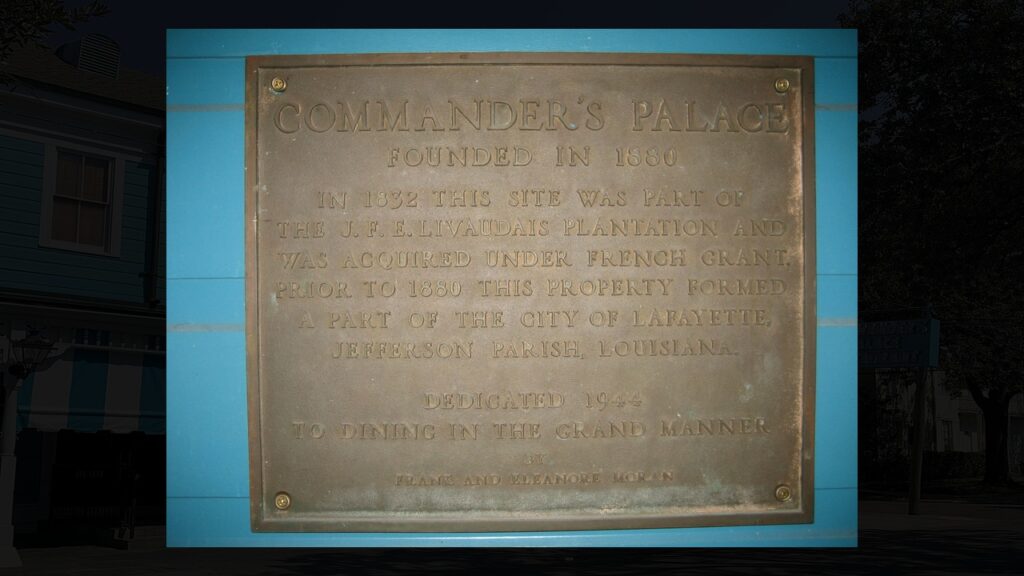 COMMANDER'S PALACE
FOUNDED IN 1880
IN 1832 THIS SITE WAS PART OF
THE J. F. E. LIVAUDAIS PLANTATION AND
WAS ACQUIRED UNDER FRENCH GRANT.
PRIOR TO 1880 THIS PROPERTY FORMED
A PART OF THE CITY OF LAFAYETTE,
JEFFERSON PARISH, LOUISIANA.
DEDICATED 1944
TO DINING IN THE GRAND MANNER
BY
FRANK AND ELEANORE MORAN